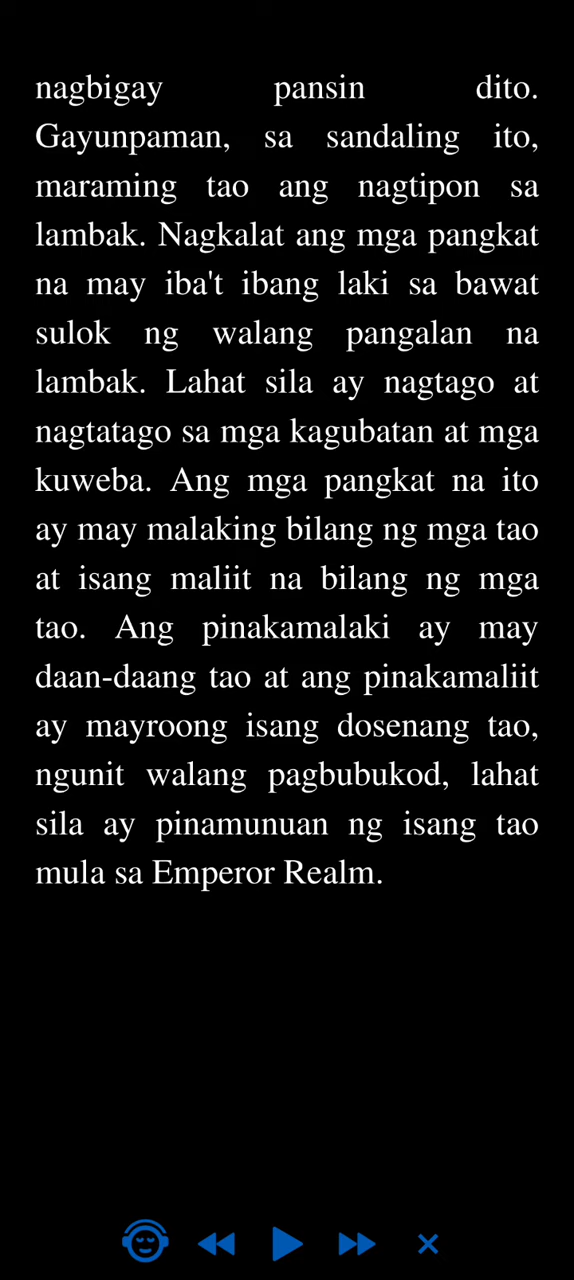 nagbigay pansin dito.
Gayunpaman, sa sandaling ito,
maraming tao ang nagtipon sa
lambak. Nagkalat ang mga pangkat
na may iba't ibang laki sa bawat
sulok ng walang pangalan na
lambak. Lahat sila ay nagtago at
nagtatago sa mga kagubatan at mga
kuweba. Ang mga pangkat na ito
ay may malaking bilang ng mga tao
at isang maliit na bilang ng mga
tao. Ang pinakamalaki ay may
daan-daang tao at ang pinakamaliit
ay mayroong isang dosenang tao,
ngunit walang pagbubukod, lahat
sila ay pinamunuan ng isang tao
mula sa Emperor Realm.